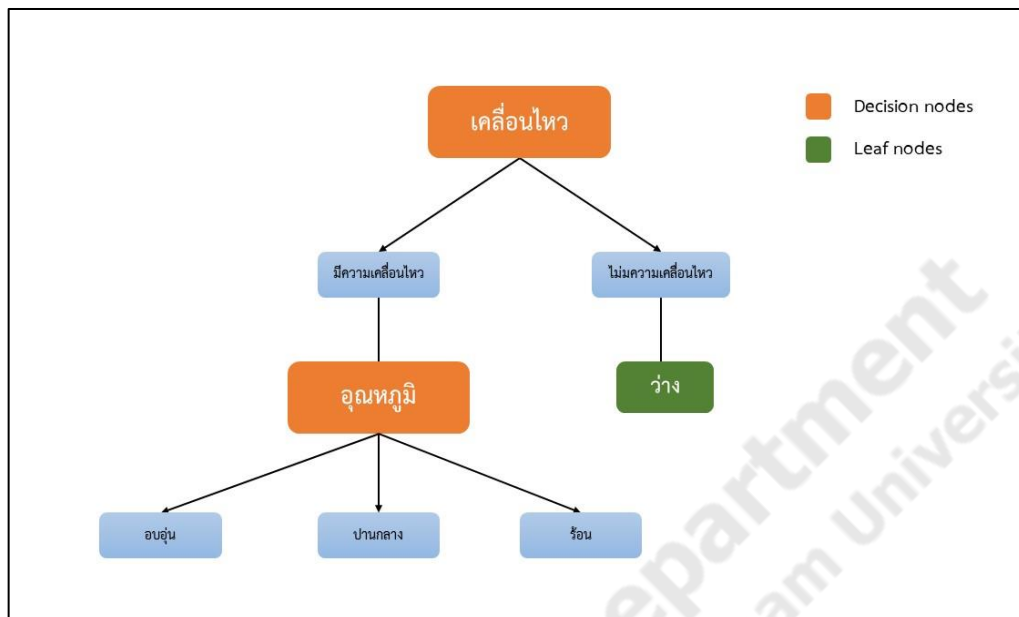 เคลื่อนไหว
Decision nodes
Leaf nodes
มีความเคลื่อนไหว
ไม่มความเคลื่อนไหว
อุณหภูมิ
ว่าง
อบอุ่น
ปานกลาง
ร้อน
epartment
am Universi